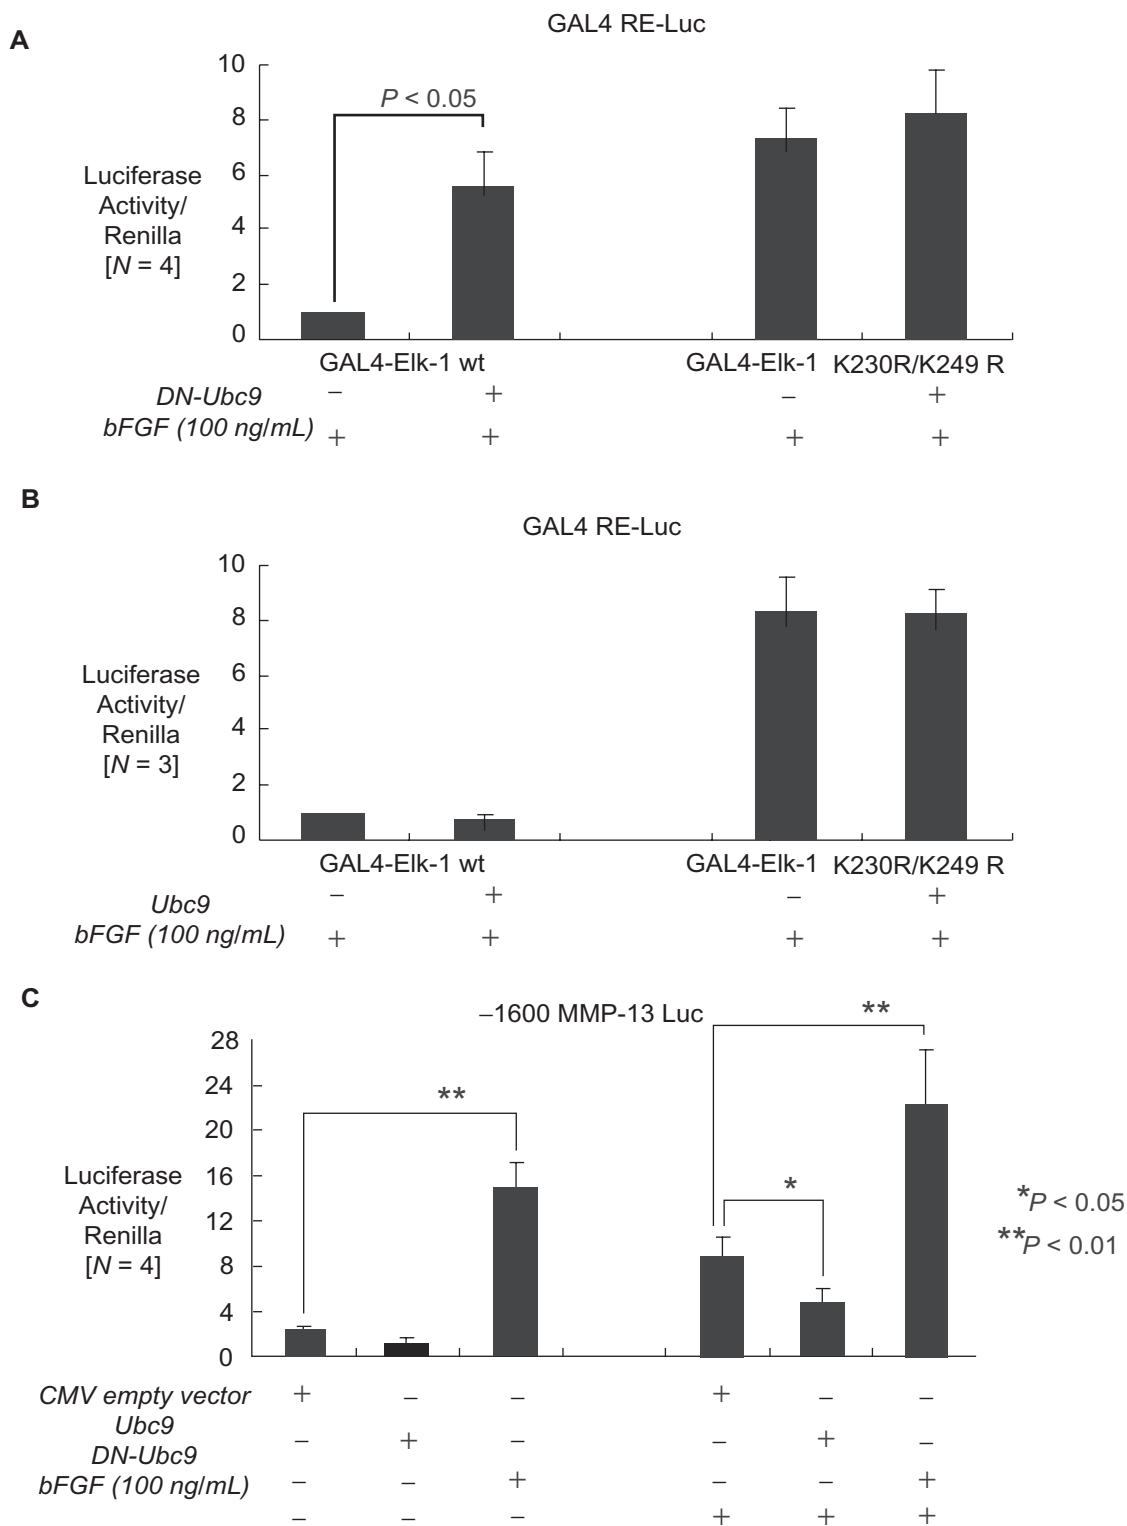 A
GAL4 RE-Luc
10
8
6
4
2
0
Luciferase
Activity/
Renilla
[N = 4]
P < 0.05
GAL4-Elk-1 wt GAL4-Elk-1 K230R/K249 R
DN-Ubc9 – + – +
bFGF (100 ng/mL) + + + +
B
GAL4 RE-Luc
10
8
6
4
2
0
Luciferase
Activity/
Renilla
[N = 3]
GAL4-Elk-1 wt GAL4-Elk-1 K230R/K249 R
Ubc9 – + – +
bFGF (100 ng/mL) + + + +
C
–1600 MMP-13 Luc
28
24
20
16
12
8
4
0
Luciferase
Activity/
Renilla
[N = 4]
**
**
*
*P < 0.05
**P < 0.01
CMV empty vector + – – + – –
Ubc9 – + – – + –
DN-Ubc9 – – + – – +
bFGF (100 ng/mL) – – – + + +